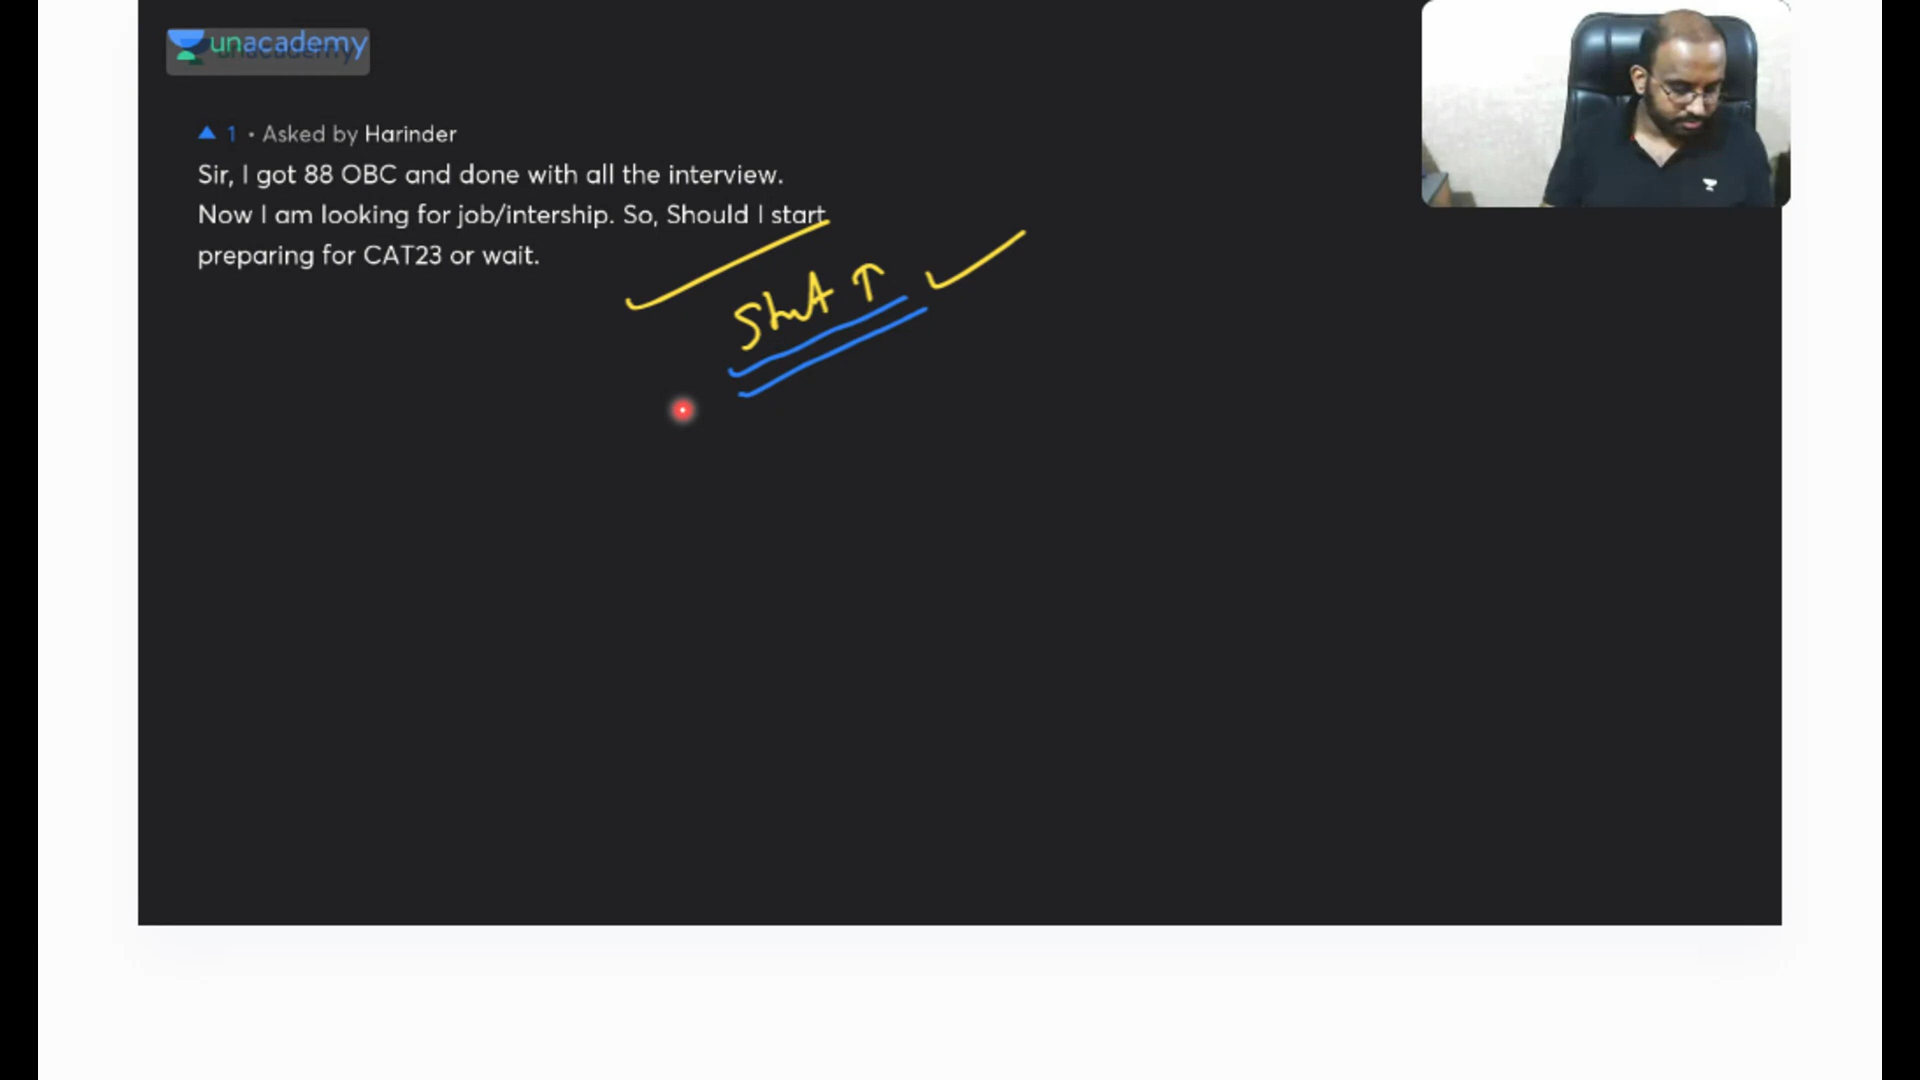 unacademy
1 • Asked by Harinder
Sir, I got 88 OBC and done with all the interview.
Now I am looking for job/intership. So, Should I start
preparing for CAT23 or wait.
Start ↑